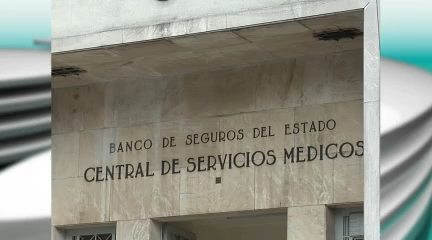 BANCO DE SEGUROS DEL ESTADO
CENTRAL DE SERVICIOS MEDICOS